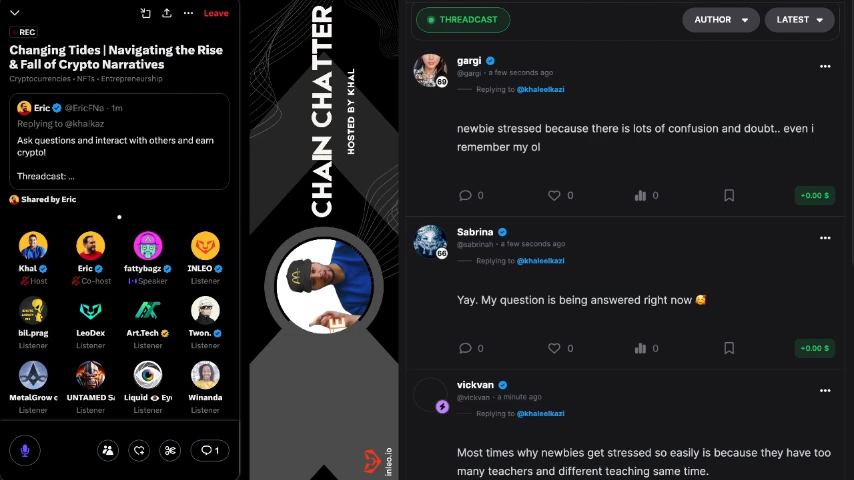 Leave
REC
Changing Tides | Navigating the Rise
& Fall of Crypto Narratives
Cryptocurrencies • NFTs • Entrepreneurship
Eric @EricFNa · 1m
Replying to @khalkaz
Ask questions and interact with others and earn
crypto!
Threadcast: ...
Shared by Eric
Khal
Host
Eric
Co-host
fattybagz
Speaker
INLEO
Listener
bil.prag
Listener
LeoDex
Listener
Art.Tech
Listener
Twon.
Listener
MetalGrow c
Listener
UNTAMED S
Listener
Liquid 👁 Ey
Listener
Winanda
Listener
1
CHAIN CHATTER
HOSTED BY KHAL
inleo.io
THREADCAST
AUTHOR
LATEST
gargi
@gargi · a few seconds ago
69
Replying to @khaleelkazi
newbie stressed because there is lots of confusion and doubt.. even i
remember my ol
0 0 0 +0.00 $
Sabrina
@sabrinah · a few seconds ago
66
Replying to @khaleelkazi
Yay. My question is being answered right now 🥰
0 0 0 +0.00 $
vickvan
@vickvan · a minute ago
Replying to @khaleelkazi
Most times why newbies get stressed so easily is because they have too
many teachers and different teaching same time.